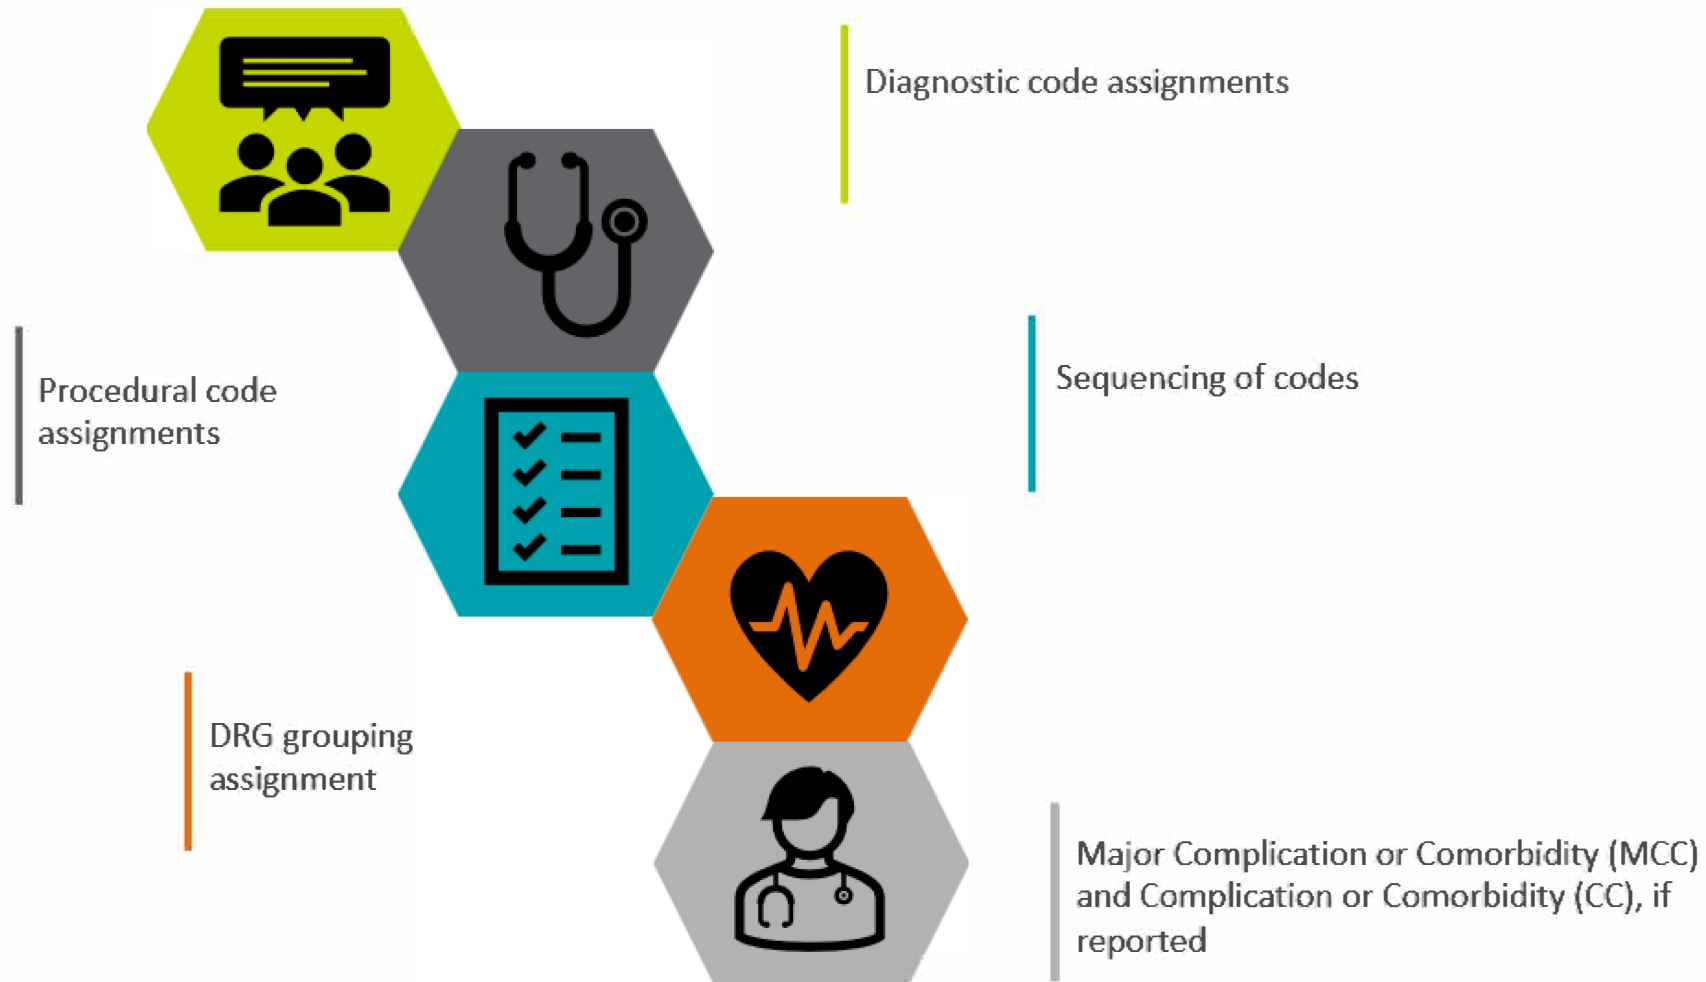 Diagnostic code assignments
Procedural code
assignments
Sequencing of codes
DRG grouping
assignment
Major Complication or Comorbidity (MCC)
and Complication or Comorbidity (CC), if
reported